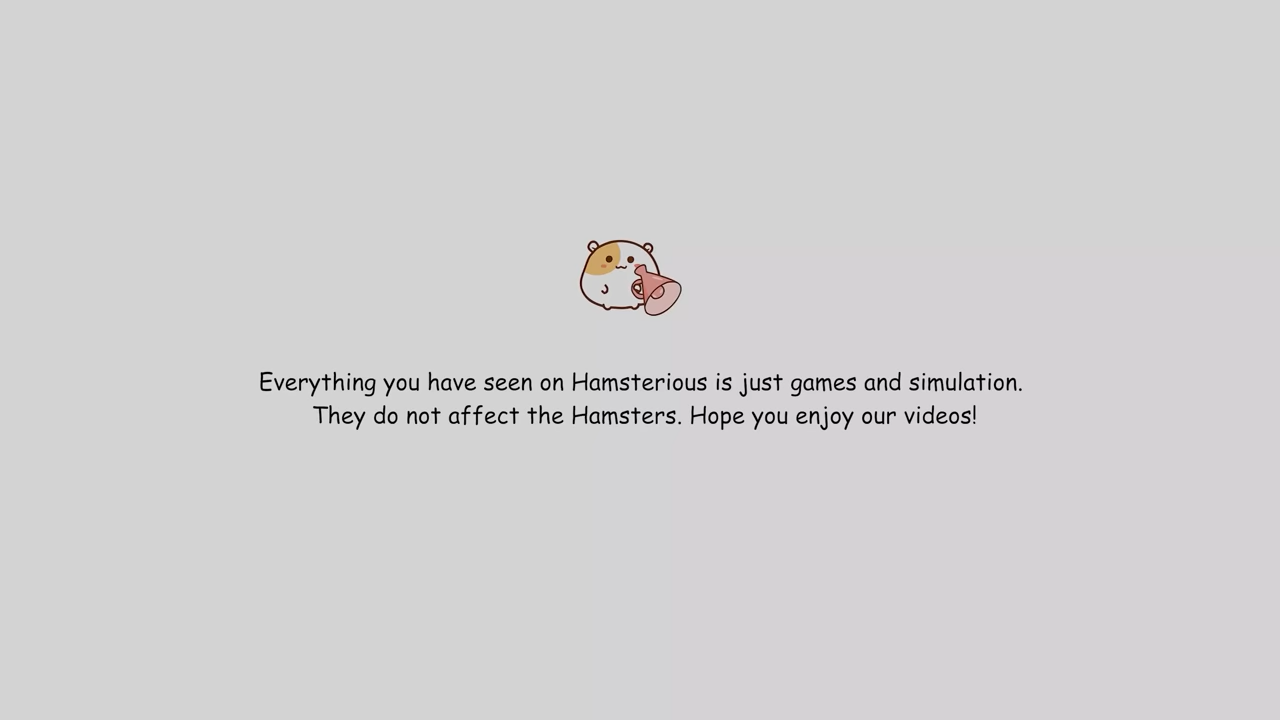 Everything you have seen on Hamsterious is just games and simulation.
They do not affect the Hamsters. Hope you enjoy our videos!